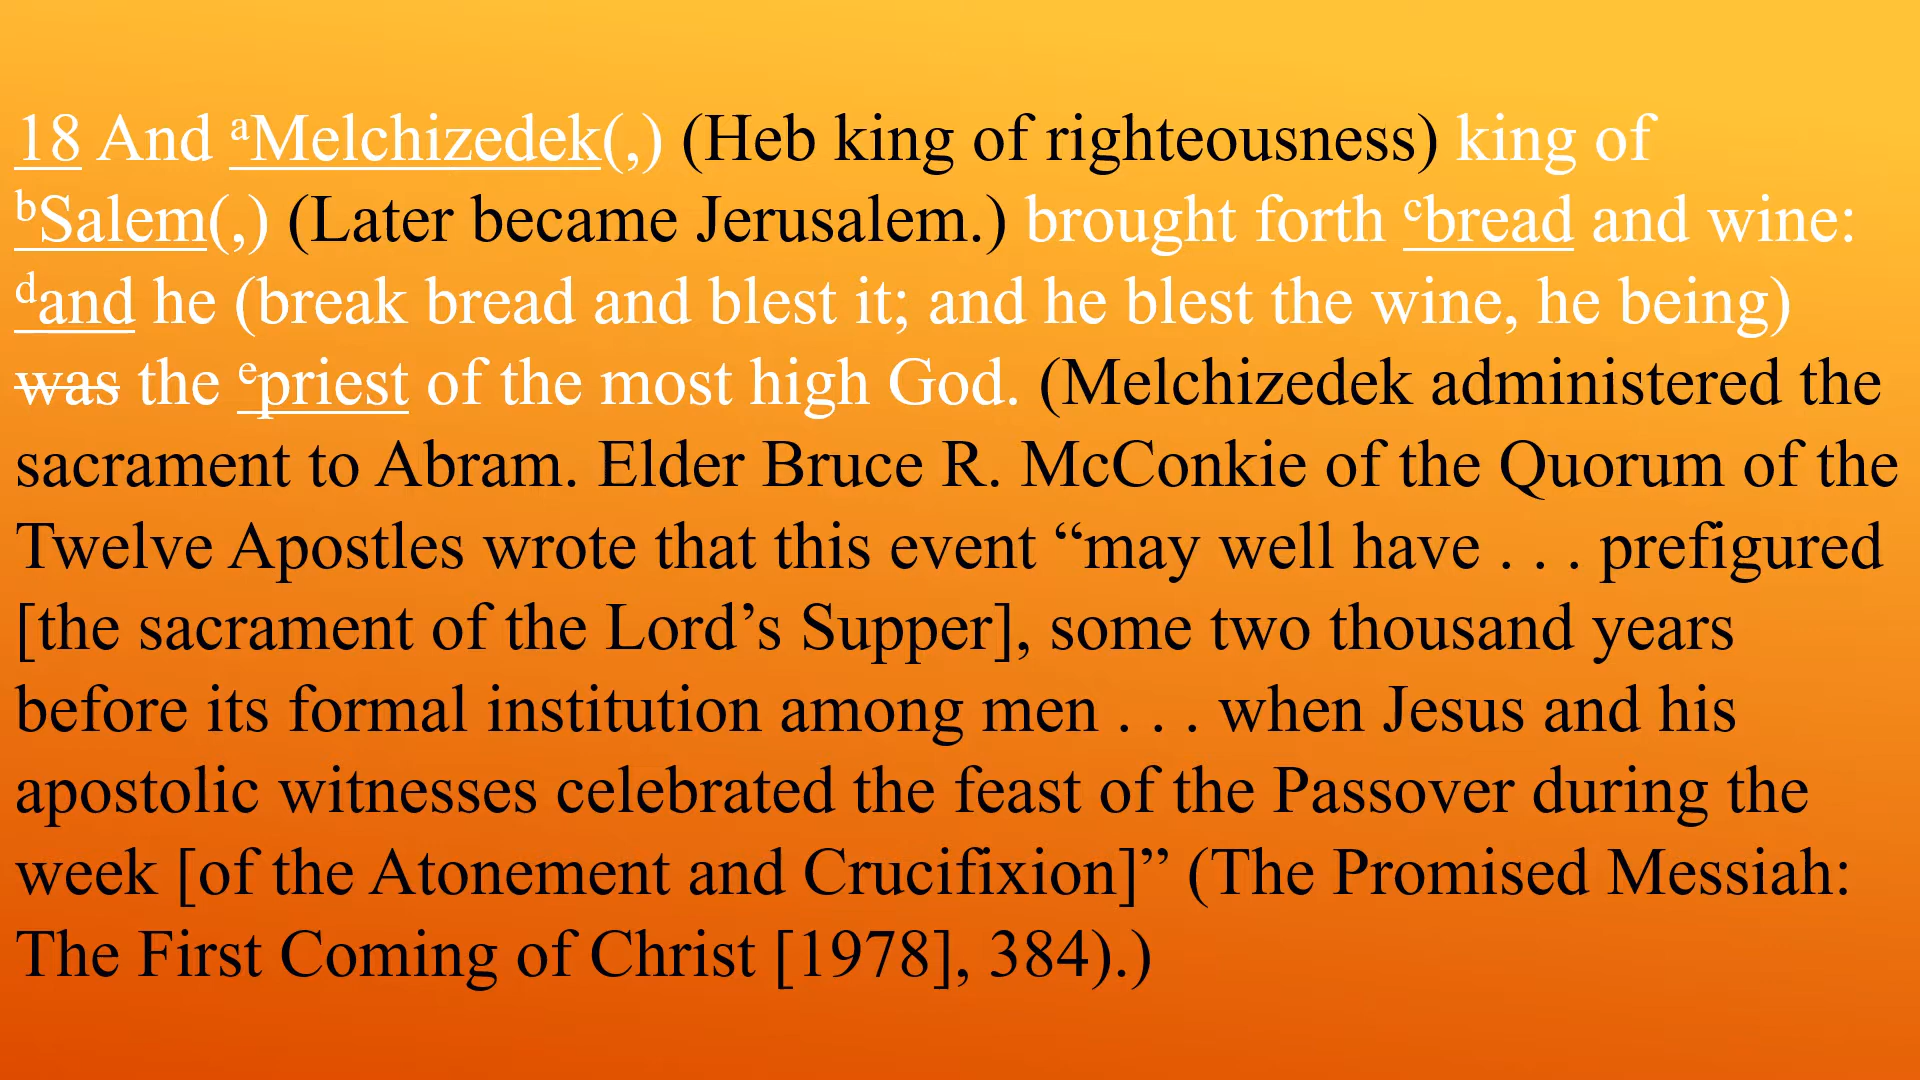 18 And aMelchizedek(,) (Heb king of righteousness) king of
bSalem(,) (Later became Jerusalem.) brought forth cbread and wine:
dand he (break bread and blest it; and he blest the wine, he being)
was the epriest of the most high God. (Melchizedek administered the
sacrament to Abram. Elder Bruce R. McConkie of the Quorum of the
Twelve Apostles wrote that this event “may well have . . . prefigured
[the sacrament of the Lord’s Supper], some two thousand years
before its formal institution among men . . . when Jesus and his
apostolic witnesses celebrated the feast of the Passover during the
week [of the Atonement and Crucifixion]” (The Promised Messiah:
The First Coming of Christ [1978], 384).)